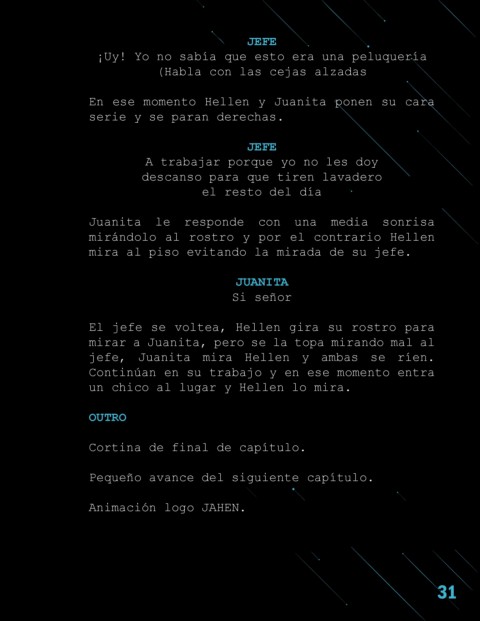 JEFE
¡Uy! Yo no sabía que esto era una peluquería
(Habla con las cejas alzadas
En ese momento Hellen y Juanita ponen su cara
serie y se paran derechas.
JEFE
A trabajar porque yo no les doy
descanso para que tiren lavadero
el resto del día
Juanita le responde con una media sonrisa
mirándolo al rostro y por el contrario Hellen
mira al piso evitando la mirada de su jefe.
JUANITA
Si señor
El jefe se voltea, Hellen gira su rostro para
mirar a Juanita, pero se la topa mirando mal al
jefe, Juanita mira Hellen y ambas se ríen.
Continúan en su trabajo y en ese momento entra
un chico al lugar y Hellen lo mira.
OUTRO
Cortina de final de capítulo.
Pequeño avance del siguiente capítulo.
Animación logo JAHEN.
31